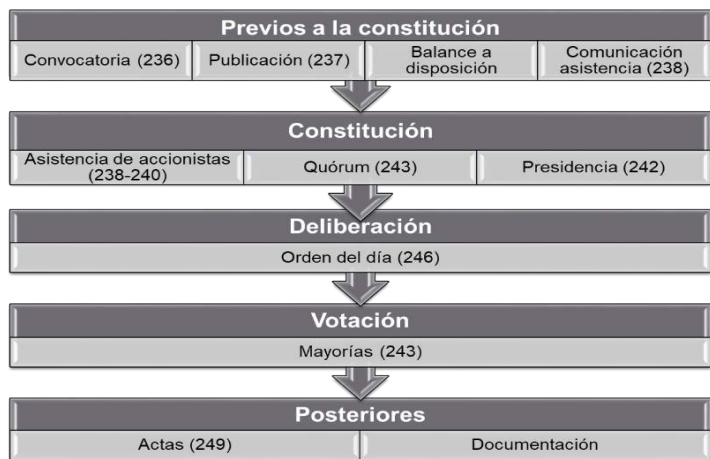 Previos a la constitución
Convocatoria (236)
Publicación (237)
Balance a
disposición
Comunicación
asistencia (238)
Constitución
Asistencia de accionistas
(238-240)
Quórum (243)
Presidencia (242)
Deliberación
Orden del día (246)
Votación
Mayorías (243)
Posteriores
Actas (249)
Documentación